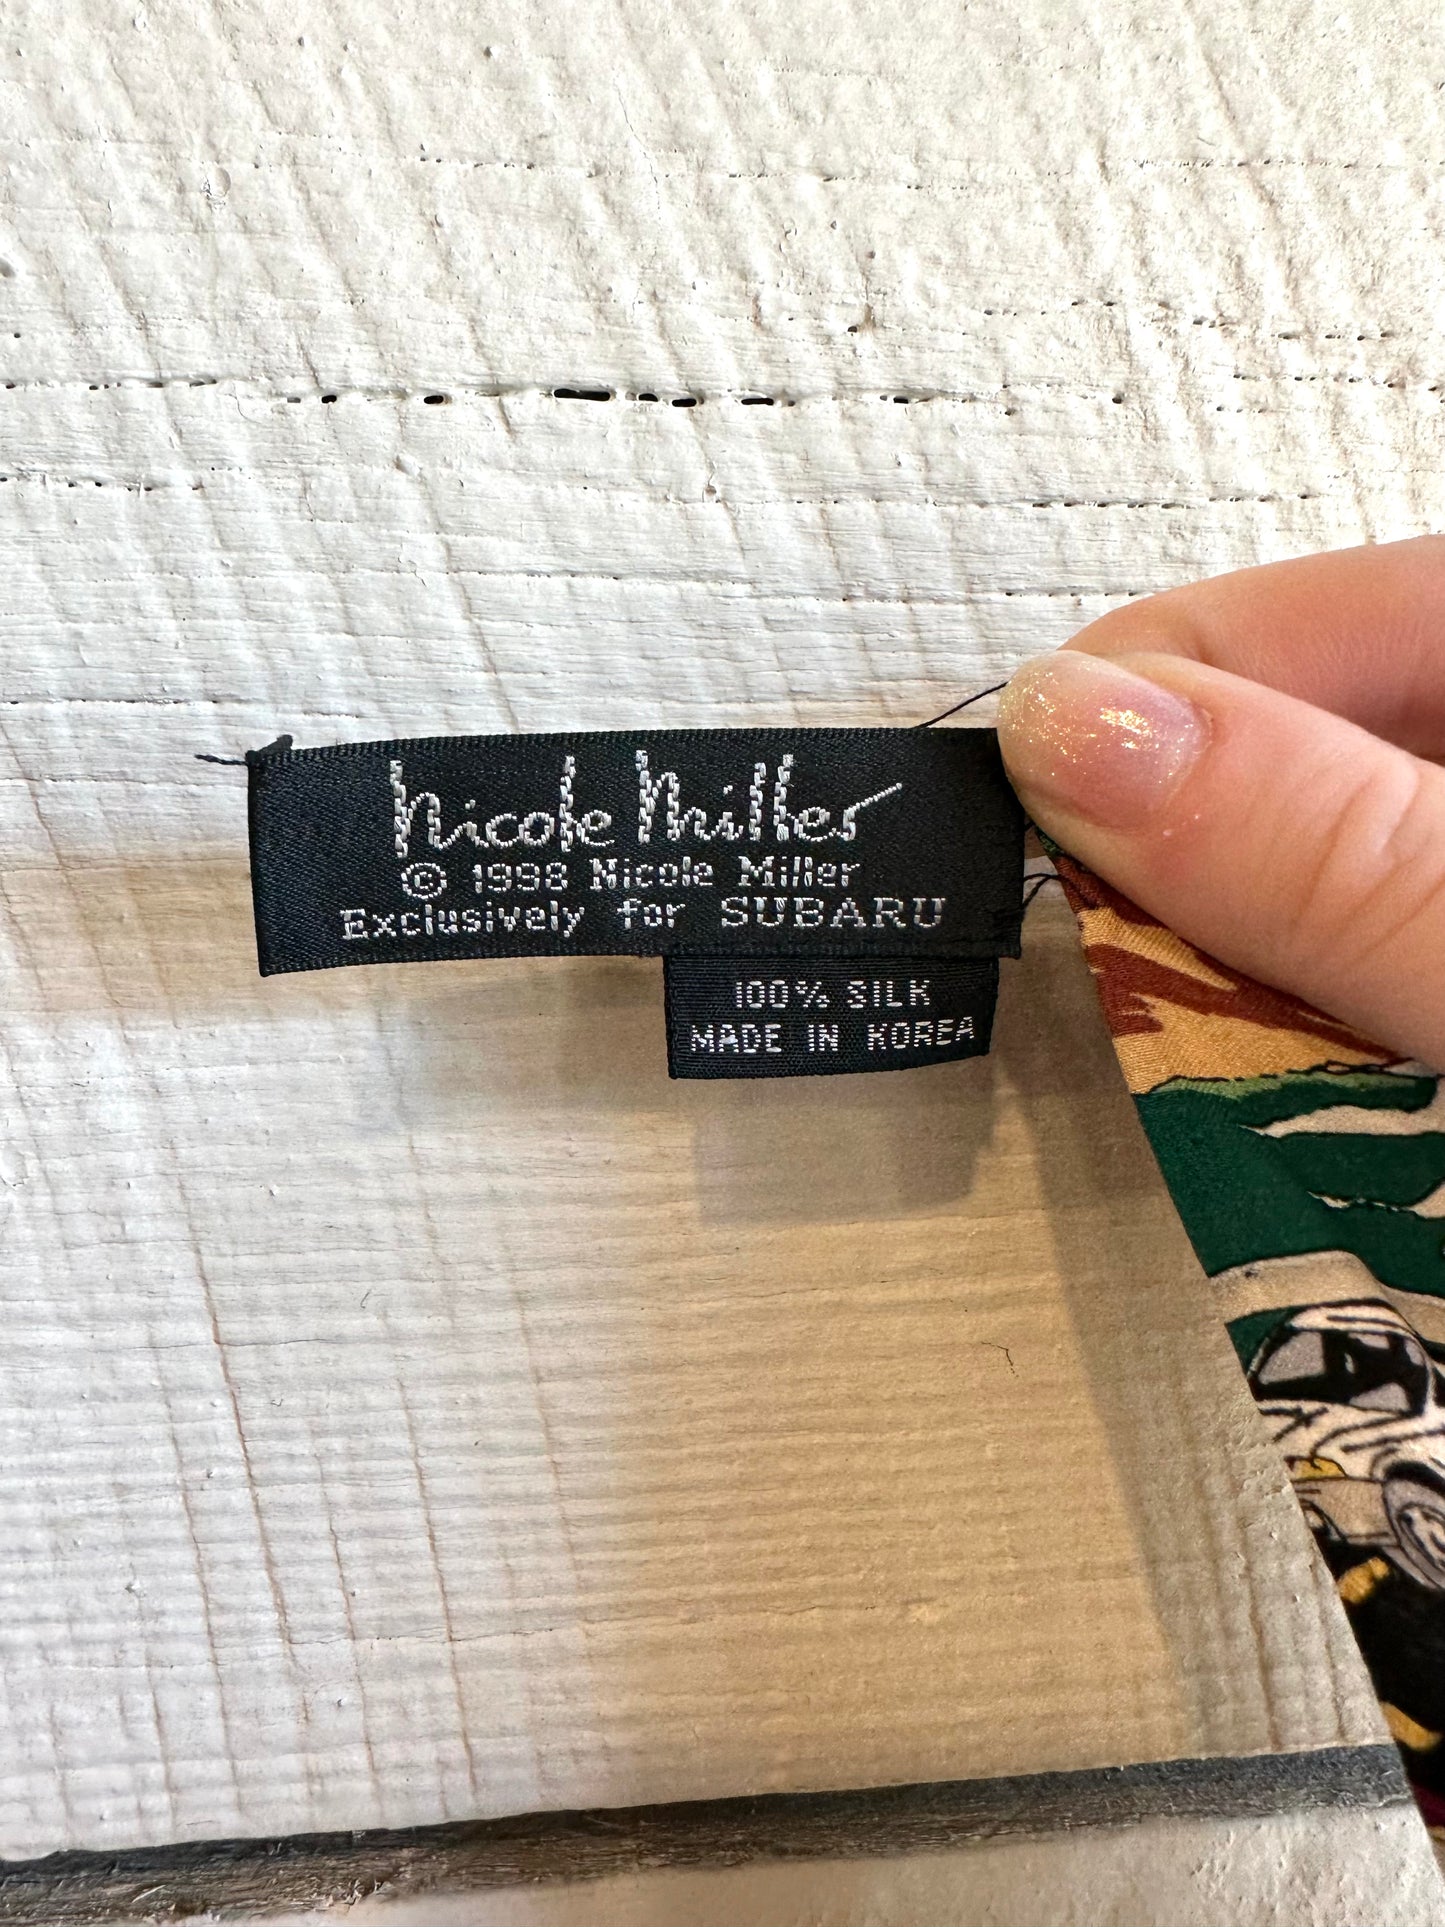 Nicole Miller
© 1998 Nicole Miller
Exclusively for SUBARU
100% SILK
MADE IN KOREA